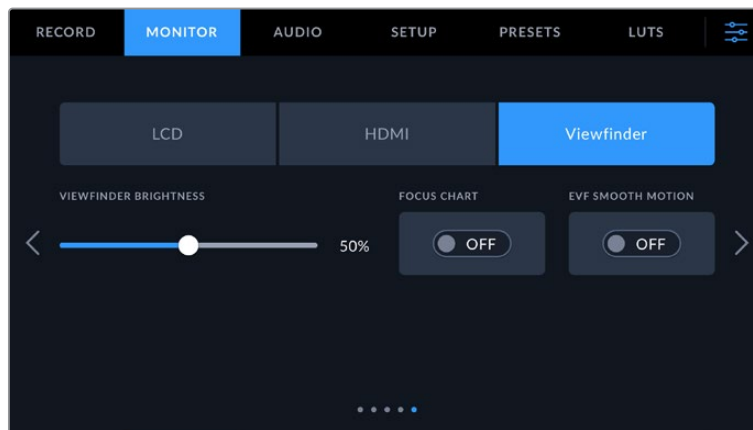 RECORD MONITOR AUDIO SETUP PRESETS LUTS
LCD HDMI Viewfinder
VIEWFINDER BRIGHTNESS FOCUS CHART EVF SMOOTH MOTION
50% OFF OFF